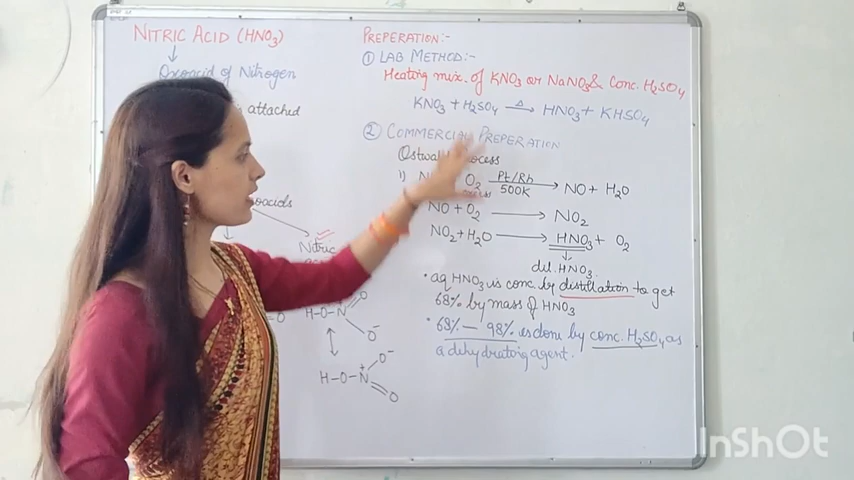 NITRIC ACID (HNO3)
↓
Oxoacid of Nitrogen
attached
oxoacids
Nitric
H-O-N O
O⁻
H-O-N⁺ O⁻
O
PREPERATION:-
① LAB METHOD:-
Heating mix. of KNO3 or NaNO3 & Conc. H2SO4
KNO3 + H2SO4 —Δ→ HNO3 + KHSO4
② COMMERCIAL PREPERATION
Ostwald Process
i) O2 Pt/Rh 500K → NO + H2O
NO + O2 → NO2
NO2 + H2O → HNO3 + O2
↓
dil. HNO3.
• aq HNO3 is conc. by distillation to get
68% by mass of HNO3
• 68% — 98% is done by conc. H2SO4 as
a dehydrating agent.
InShOt